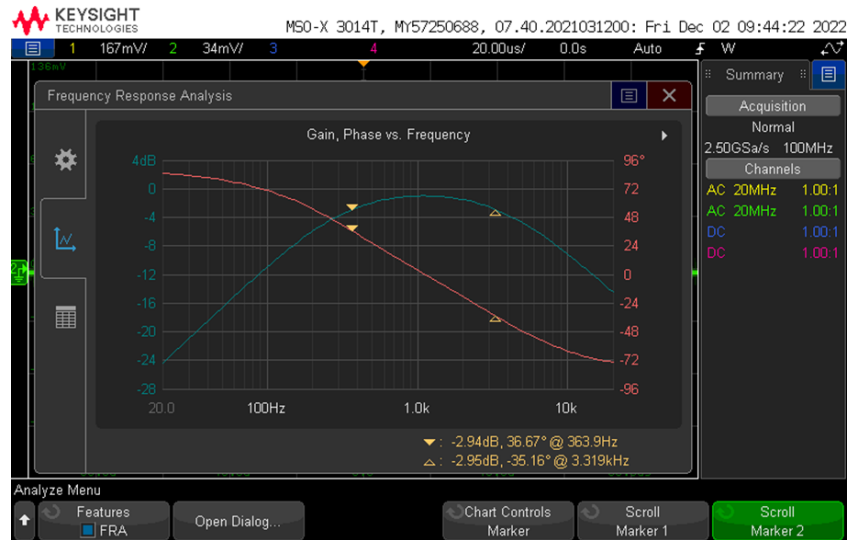 KEYSIGHT
TECHNOLOGIES
MSO-X 3014T, MY57250688, 07.40.2021031200: Fri Dec 02 09:44:22 2022
1 167mV/ 2 34mV/ 3 4 20.00us/ 0.0s Auto W
136mV
Summary
Frequency Response Analysis
Acquisition
Normal
2.50GSa/s 100MHz
Channels
AC 20MHz 1.00:1
AC 20MHz 1.00:1
DC 1.00:1
DC 1.00:1
Gain, Phase vs. Frequency
4dB 96°
0 72
-4 48
-8 24
-12 0
-16 -24
-20 -48
-24 -72
-28 -96
20.0 100Hz 1.0k 10k
: -2.94dB, 36.67° @ 363.9Hz
: -2.95dB, -35.16° @ 3.319kHz
Analyze Menu
Features
FRA
Open Dialog...
Chart Controls
Marker
Scroll
Marker 1
Scroll
Marker 2